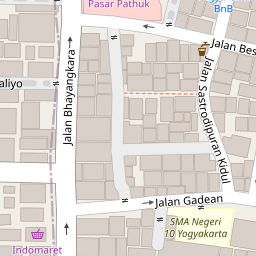 Pasar Pathuk
BnB
Jalan Bes
aliyo
Jalan Bhayangkara
Jalan Sastrodipuran Kidul
Jalan Gadean
SMA Negeri
10 Yogyakarta
Indomaret